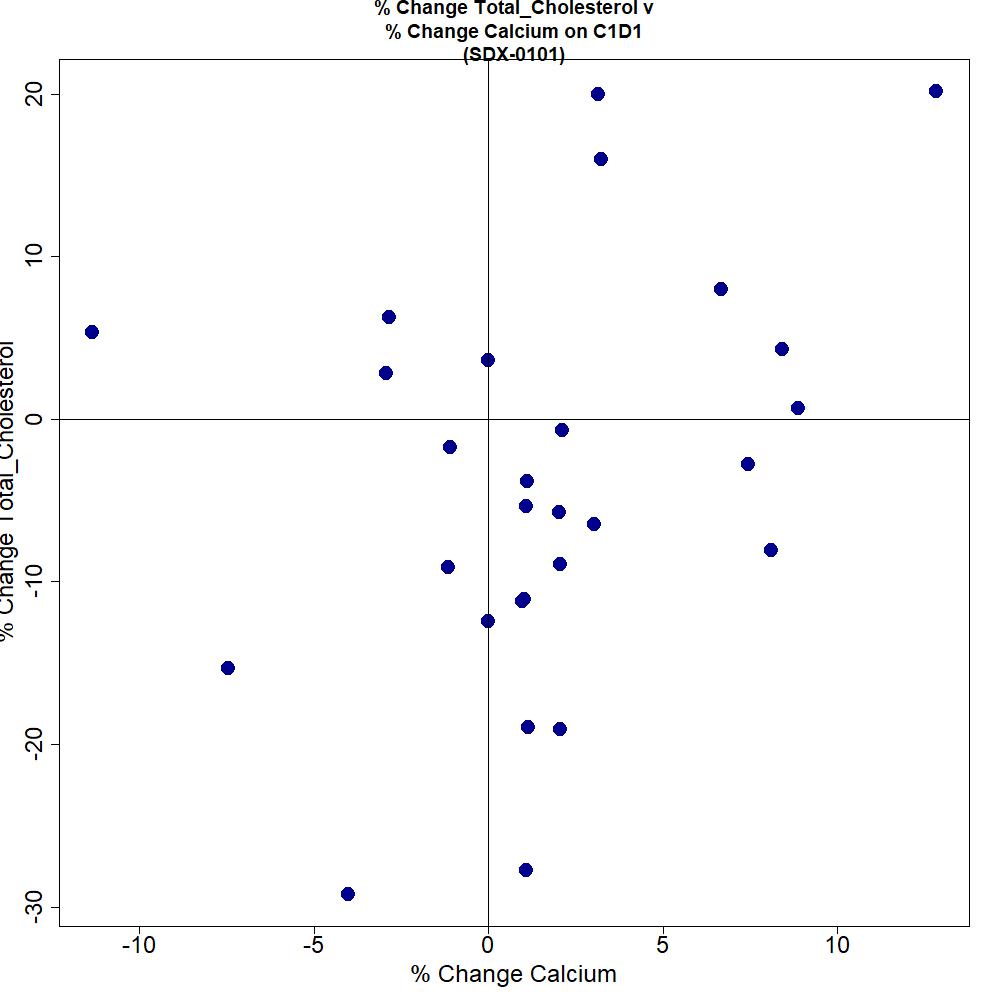 % Change Total_Cholesterol v
% Change Calcium on C1D1
(SDX-0101)
% Change Total_Cholesterol
20
10
0
-10
-20
-30
-10
-5
0
5
10
% Change Calcium